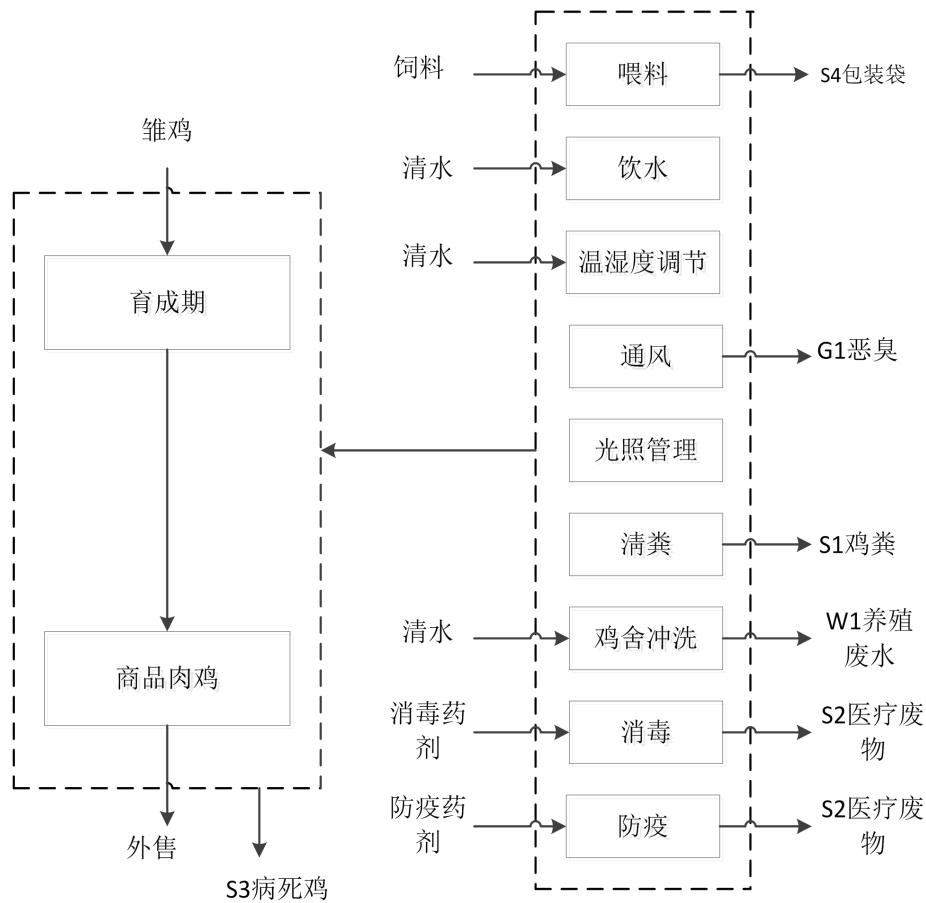 雏鸡
育成期
商品肉鸡
外售
S3病死鸡
饲料
喂料
S4包装袋
清水
饮水
清水
温湿度调节
通风
G1恶臭
光照管理
清粪
S1鸡粪
清水
鸡舍冲洗
W1养殖
废水
消毒药
剂
消毒
S2医疗废
物
防疫药
剂
防疫
S2医疗废
物